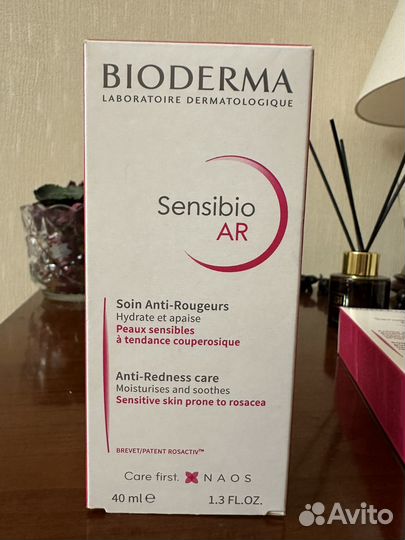 BIODERMA
LABORATOIRE DERMATOLOGIQUE
Sensibio
AR
Soin Anti-Rougeurs
Hydrate et apaise
Peaux sensibles
à tendance couperosique
Anti-Redness care
Moisturises and soothes
Sensitive skin prone to rosacea
BREVET/PATENT ROSACTIV™
Care first. NAOS
40 ml e 1.3 FL.OZ.
Avito